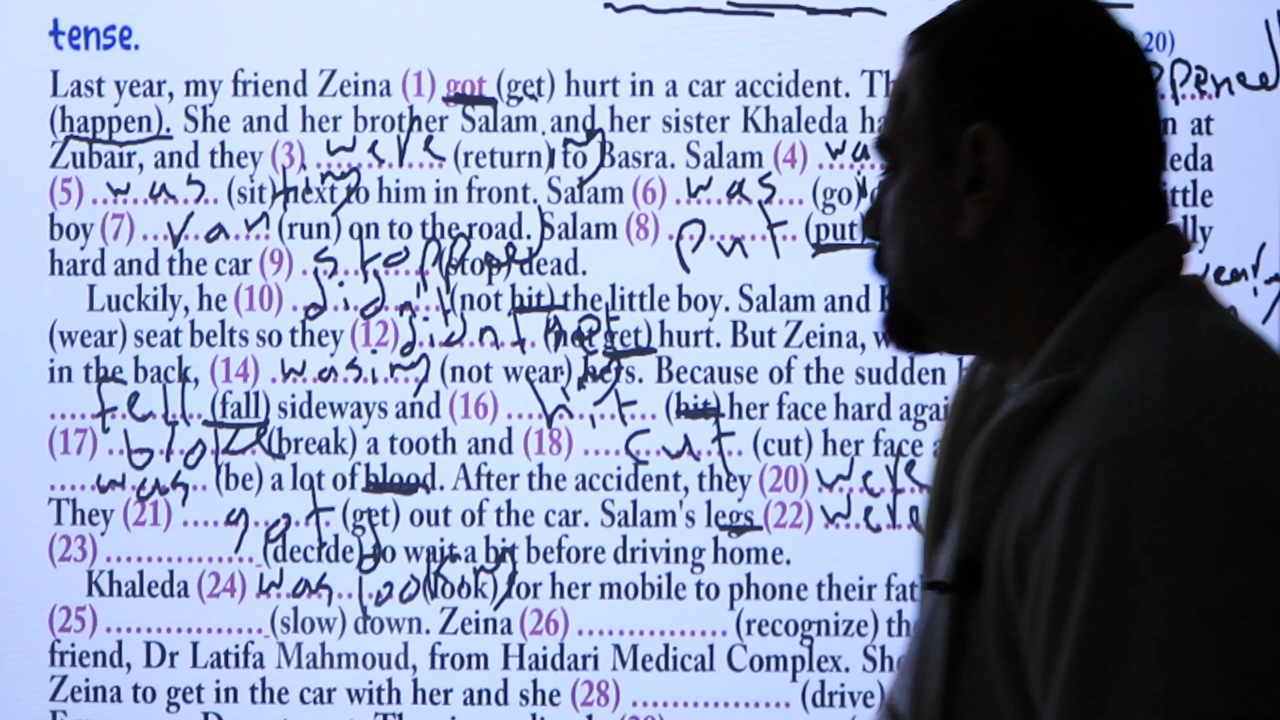 tense. 20)
Last year, my friend Zeina (1) got (get) hurt in a car accident. Th
(happen). She and her brother Salam and her sister Khaleda ha n at
Zubair, and they (3) were (return) to Basra. Salam (4) wa leda
(5) was (sit) next to him in front. Salam (6) was (go) ttle
boy (7) ran (run) on to the road. Salam (8) put (put) lly
hard and the car (9) stopped (stop) dead.
Luckily, he (10) didn't (not hit) the little boy. Salam and
(wear) seat belts so they (12) didn't (not get) hurt. But Zeina, w
in the back, (14) wasing (not wear) hers. Because of the sudden
fell (fall) sideways and (16) hit (hit) her face hard agai
(17) (break) a tooth and (18) cut (cut) her face a
was (be) a lot of blood. After the accident, they (20) were
They (21) got (get) out of the car. Salam's legs (22) were
(23) (decide) to wait a bit before driving home.
Khaleda (24) was look (look) for her mobile to phone their fat
(25) (slow) down. Zeina (26) (recognize) th
friend, Dr Latifa Mahmoud, from Haidari Medical Complex. Sh
Zeina to get in the car with her and she (28) (drive)